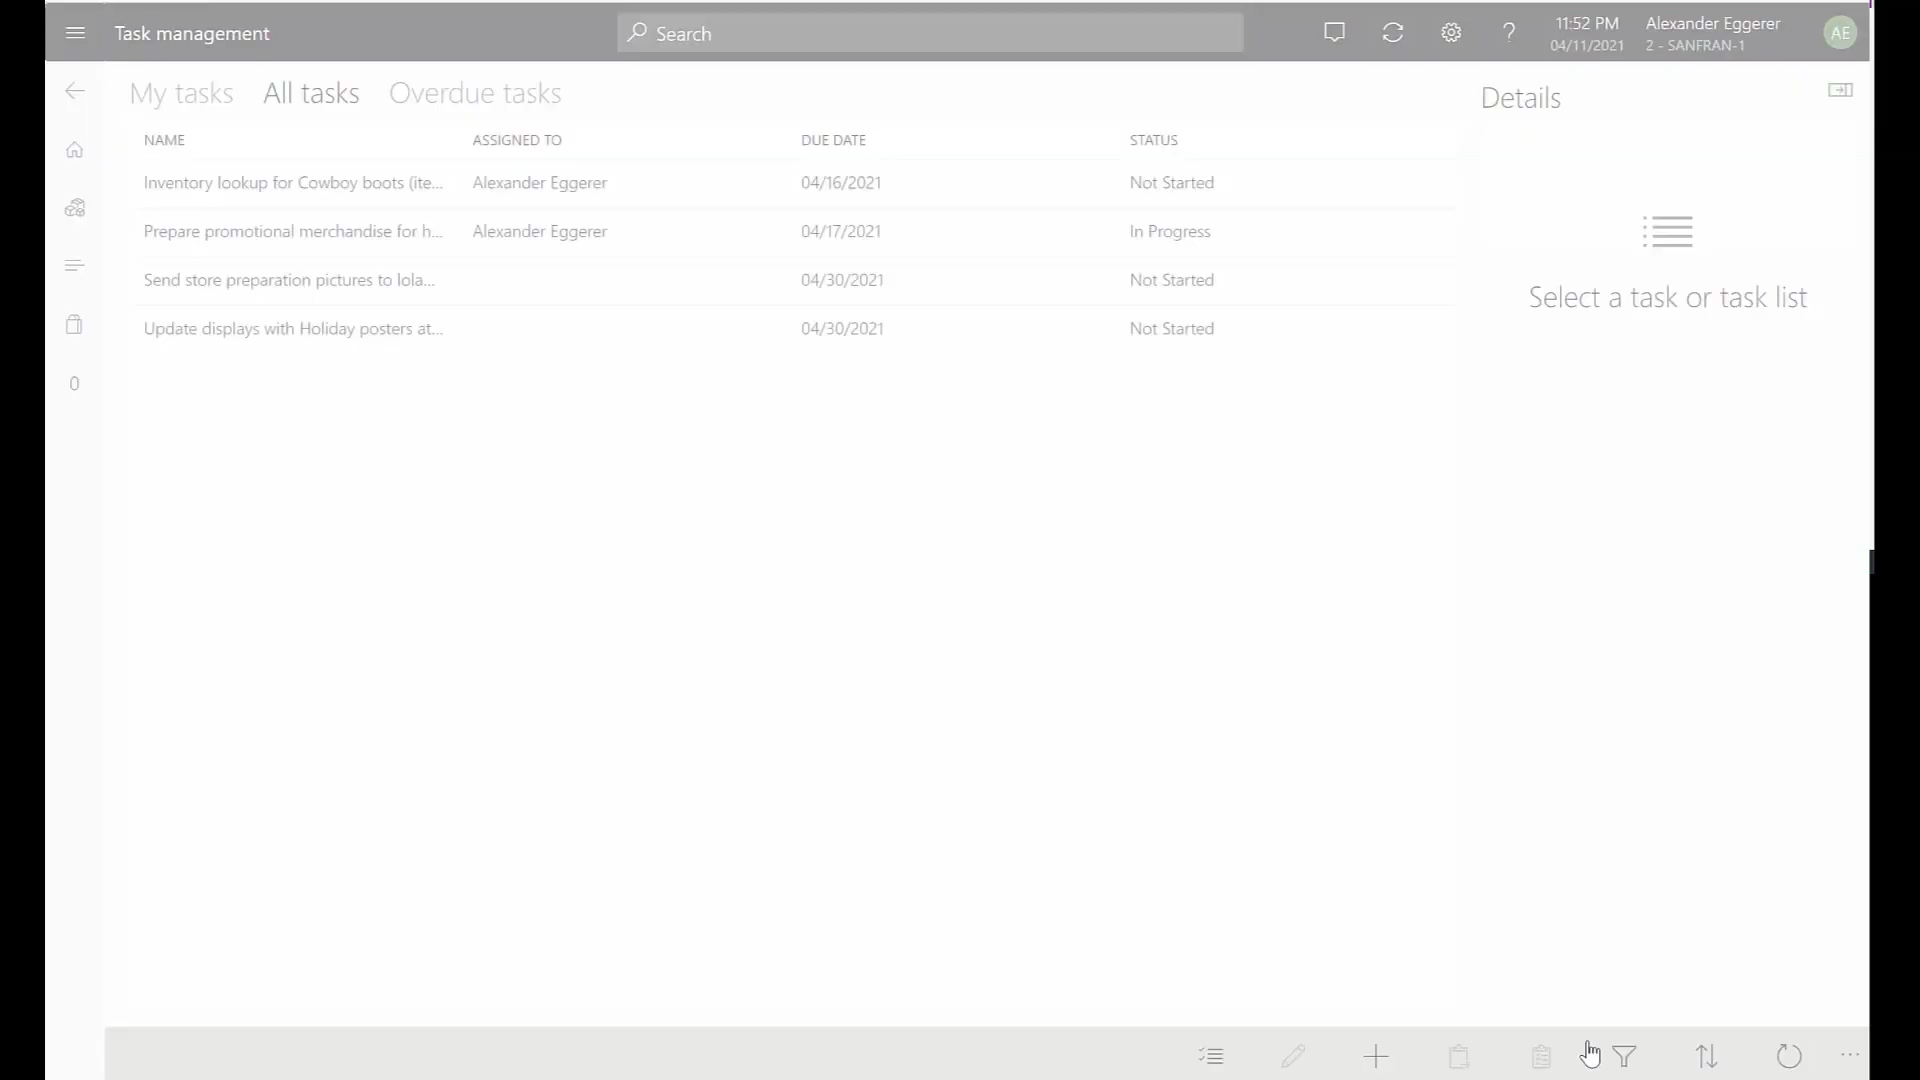 Task management
Search
?
11:52 PM
04/11/2021
Alexander Eggerer
2 - SANFRAN-1
AE
My tasks All tasks Overdue tasks
Details
NAME ASSIGNED TO DUE DATE STATUS
Inventory lookup for Cowboy boots (ite... Alexander Eggerer 04/16/2021 Not Started
Prepare promotional merchandise for h... Alexander Eggerer 04/17/2021 In Progress
Send store preparation pictures to lola... 04/30/2021 Not Started
Update displays with Holiday posters at... 04/30/2021 Not Started
Select a task or task list
0